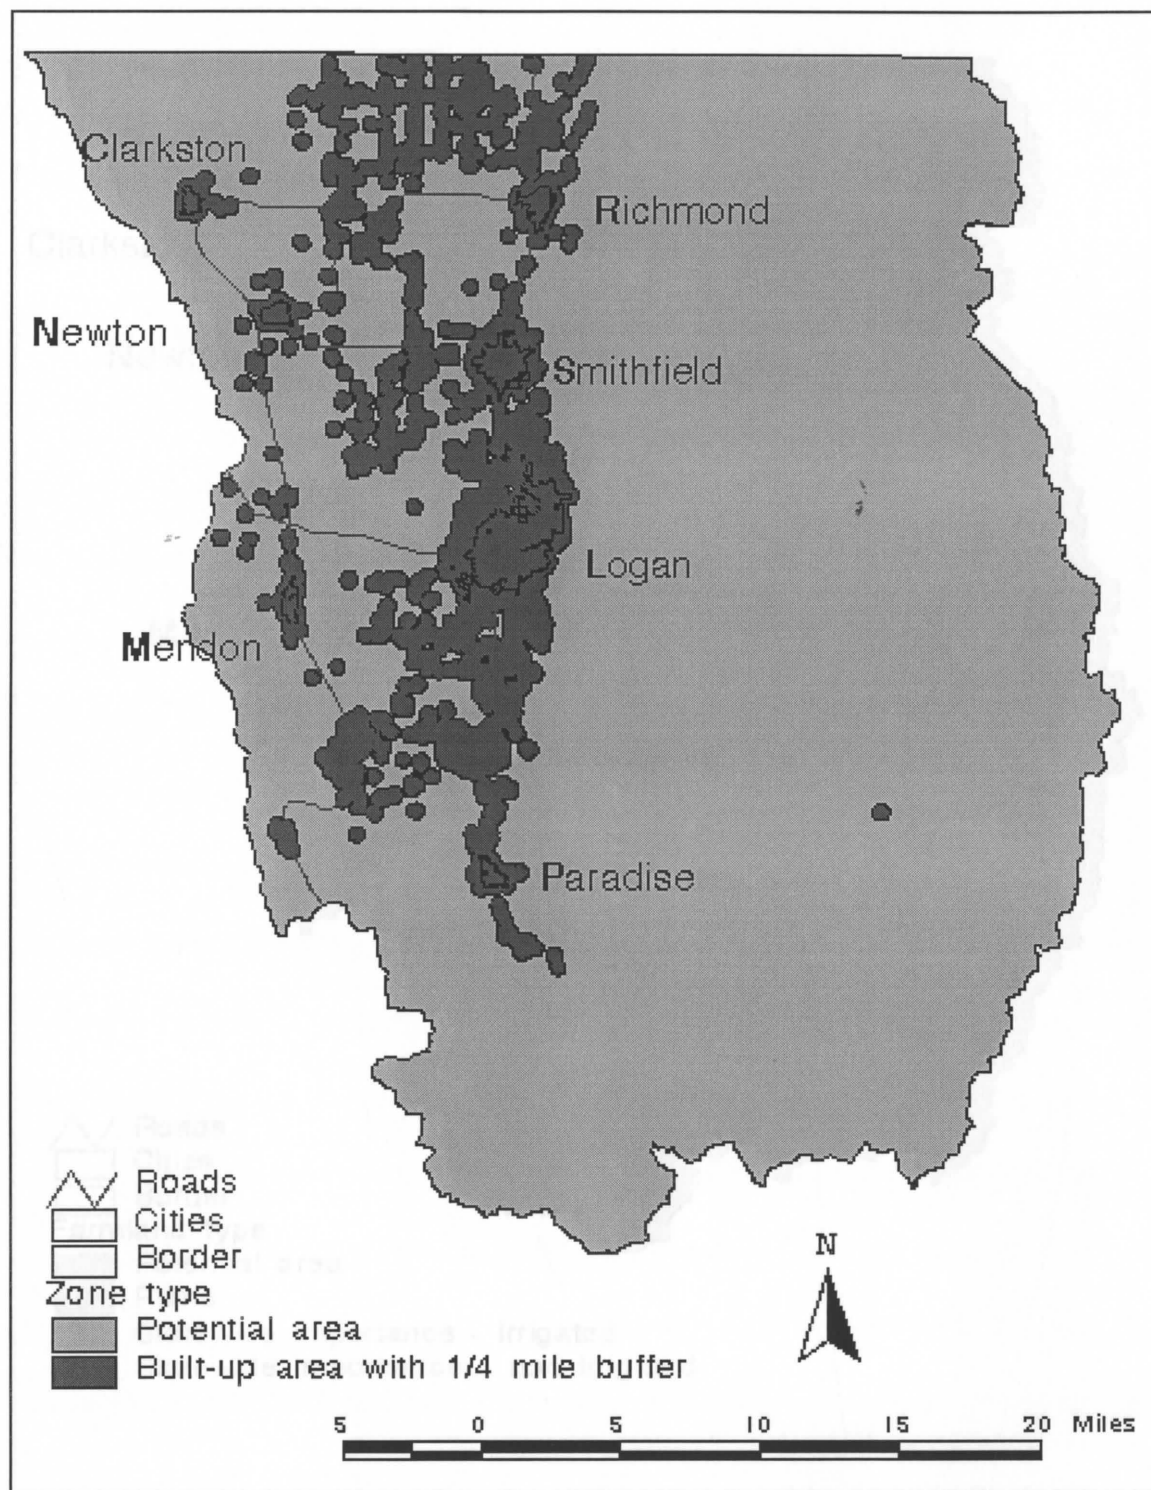 Clarkston
Richmond
Newton
Smithfield
Logan
Mendon
Paradise
Roads
Cities
Border
Zone type
Potential area
Built-up area with 1/4 mile buffer
N
5 0 5 10 15 20 Miles